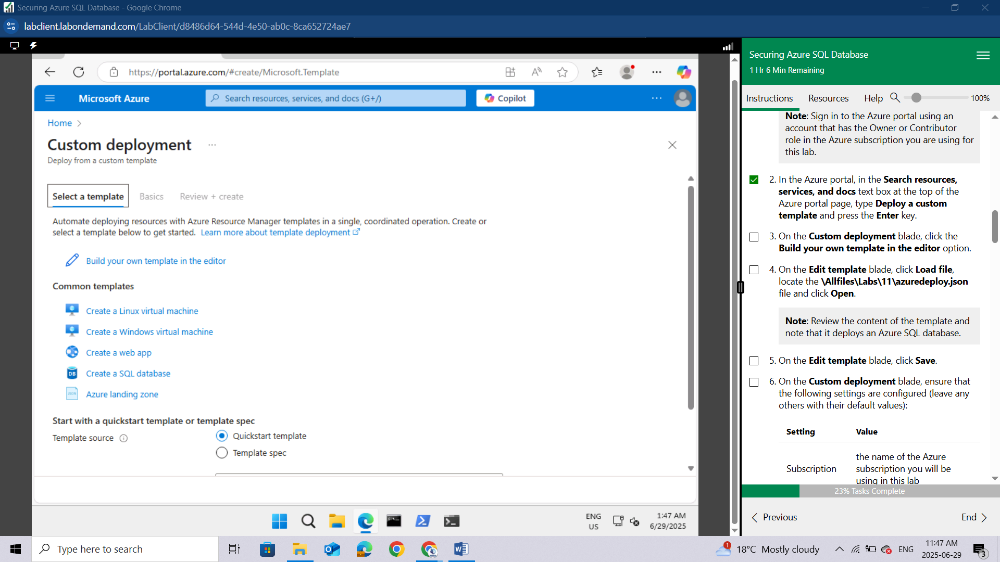 Securing Azure SQL Database - Google Chrome
labclient.labondemand.com/LabClient/d8486d64-544d-4e50-ab0c-8ca652724ae7
https://portal.azure.com/#create/Microsoft.Template
Microsoft Azure
Search resources, services, and docs (G+/)
Copilot
Home
Custom deployment
Deploy from a custom template
Select a template
Basics
Review + create
Automate deploying resources with Azure Resource Manager templates in a single, coordinated operation. Create or
select a template below to get started. Learn more about template deployment
Build your own template in the editor
Common templates
Create a Linux virtual machine
Create a Windows virtual machine
Create a web app
DB Create a SQL database
JSON Azure landing zone
Start with a quickstart template or template spec
Template source
Quickstart template
Template spec
ENG
US
1:47 AM
6/29/2025
Securing Azure SQL Database
1 Hr 6 Min Remaining
Instructions
Resources
Help
100%
Note: Sign in to the Azure portal using an
account that has the Owner or Contributor
role in the Azure subscription you are using for
this lab.
2. In the Azure portal, in the Search resources,
services, and docs text box at the top of the
Azure portal page, type Deploy a custom
template and press the Enter key.
3. On the Custom deployment blade, click the
Build your own template in the editor option.
4. On the Edit template blade, click Load file,
locate the \Allfiles\Labs\11\azuredeploy.json
file and click Open.
Note: Review the content of the template and
note that it deploys an Azure SQL database.
5. On the Edit template blade, click Save.
6. On the Custom deployment blade, ensure that
the following settings are configured (leave any
others with their default values):
Setting Value
Subscription
the name of the Azure
subscription you will be
using in this lab
23% Tasks Complete
Previous
End
Type here to search
1
18°C Mostly cloudy
ENG
11:47 AM
2025-06-29
3